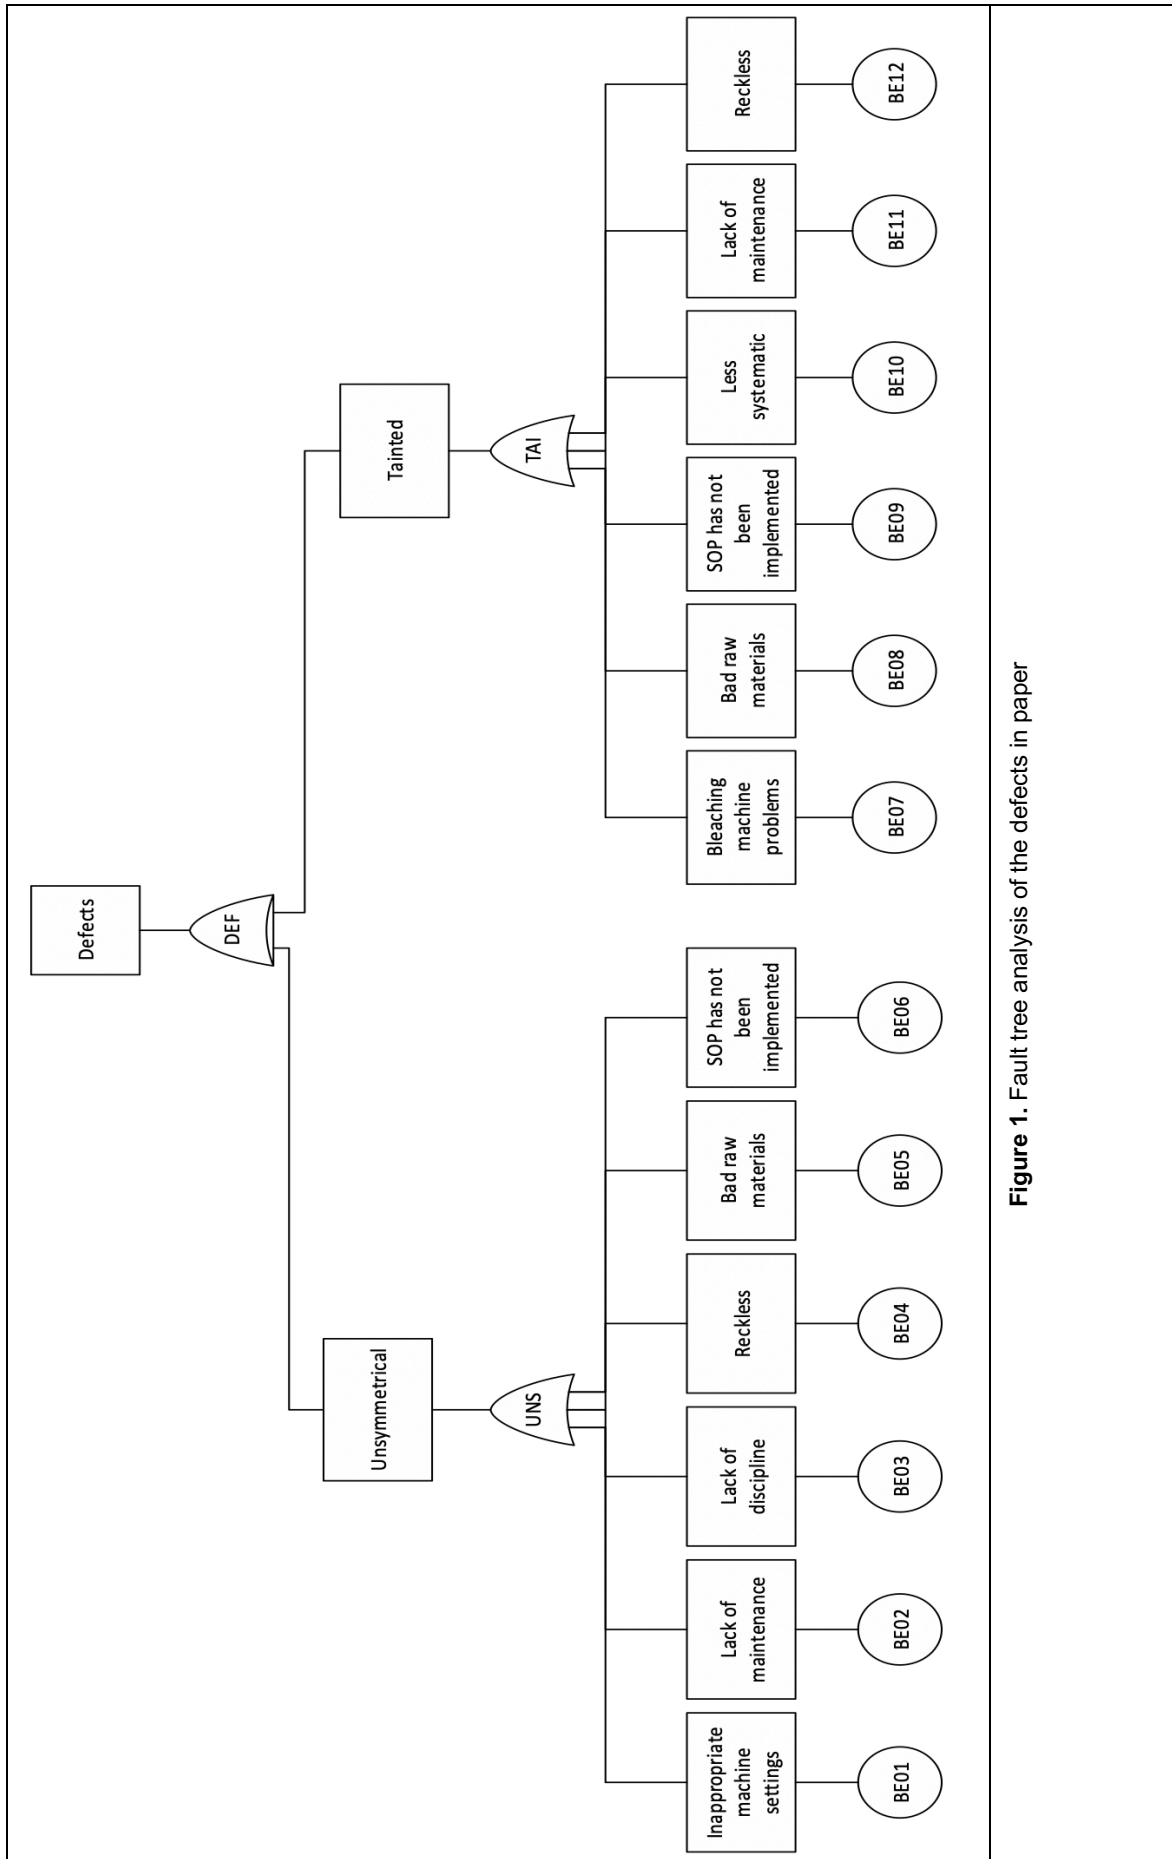 Defects
DEF
Unsymmetrical
Tainted
UNS
TAI
Inappropriate
machine
settings
Lack of
maintenance
Lack of
discipline
Reckless
Bad raw
materials
SOP has not
been
implemented
Bleaching
machine
problems
Bad raw
materials
SOP has not
been
implemented
Less
systematic
Lack of
maintenance
Reckless
BE01
BE02
BE03
BE04
BE05
BE06
BE07
BE08
BE09
BE10
BE11
BE12
Figure 1. Fault tree analysis of the defects in paper